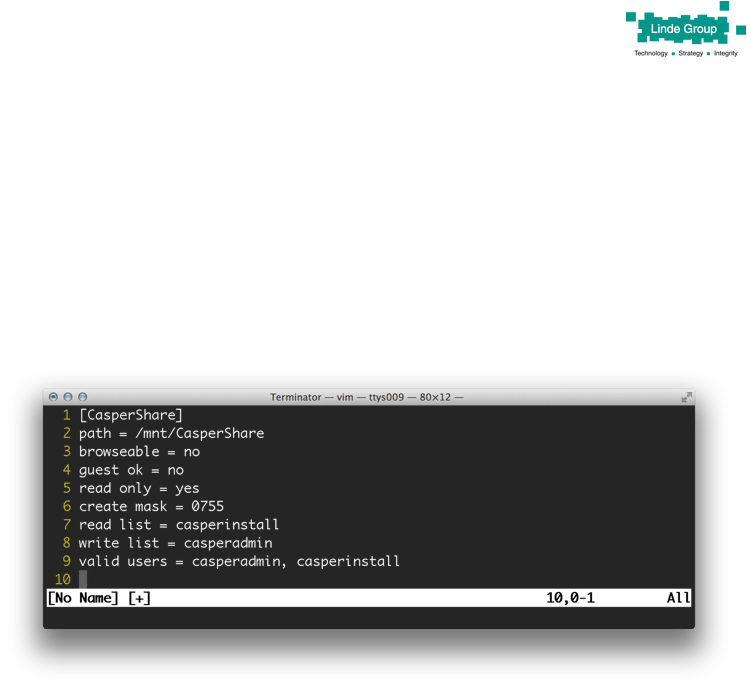 Linde Group
Technology ■ Strategy ■ Integrity
Terminator — vim — ttys009 — 80×12 —
1 [CasperShare]
2 path = /mnt/CasperShare
3 browseable = no
4 guest ok = no
5 read only = yes
6 create mask = 0755
7 read list = casperinstall
8 write list = casperadmin
9 valid users = casperadmin, casperinstall
10
[No Name] [+] 10,0-1 All